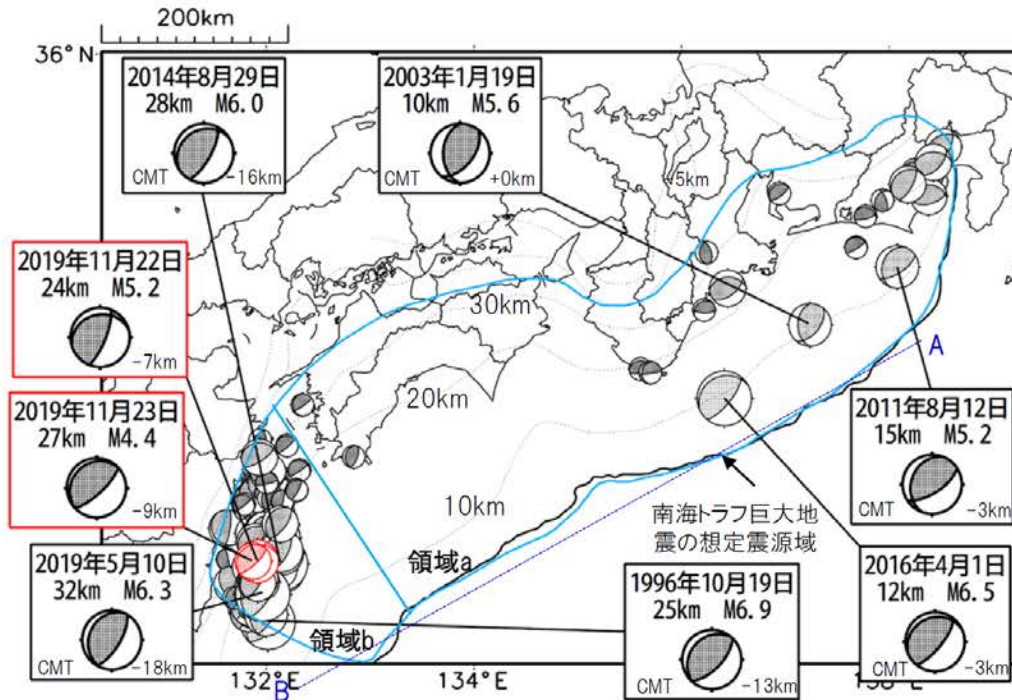 200km
36°N
2014年8月29日
28km M6.0
CMT
-16km
2003年1月19日
10km M5.6
CMT
+0km
45km
2019年11月22日
24km M5.2
-7km
30km
A
20km
2019年11月23日
27km M4.4
-9km
2011年8月12日
15km M5.2
CMT
-3km
10km
南海トラフ巨大地
震の想定震源域
領域a
2019年5月10日
32km M6.3
CMT
-18km
1996年10月19日
25km M6.9
CMT
-13km
2016年4月1日
12km M6.5
CMT
-3km
領域b
B
132°E
134°E